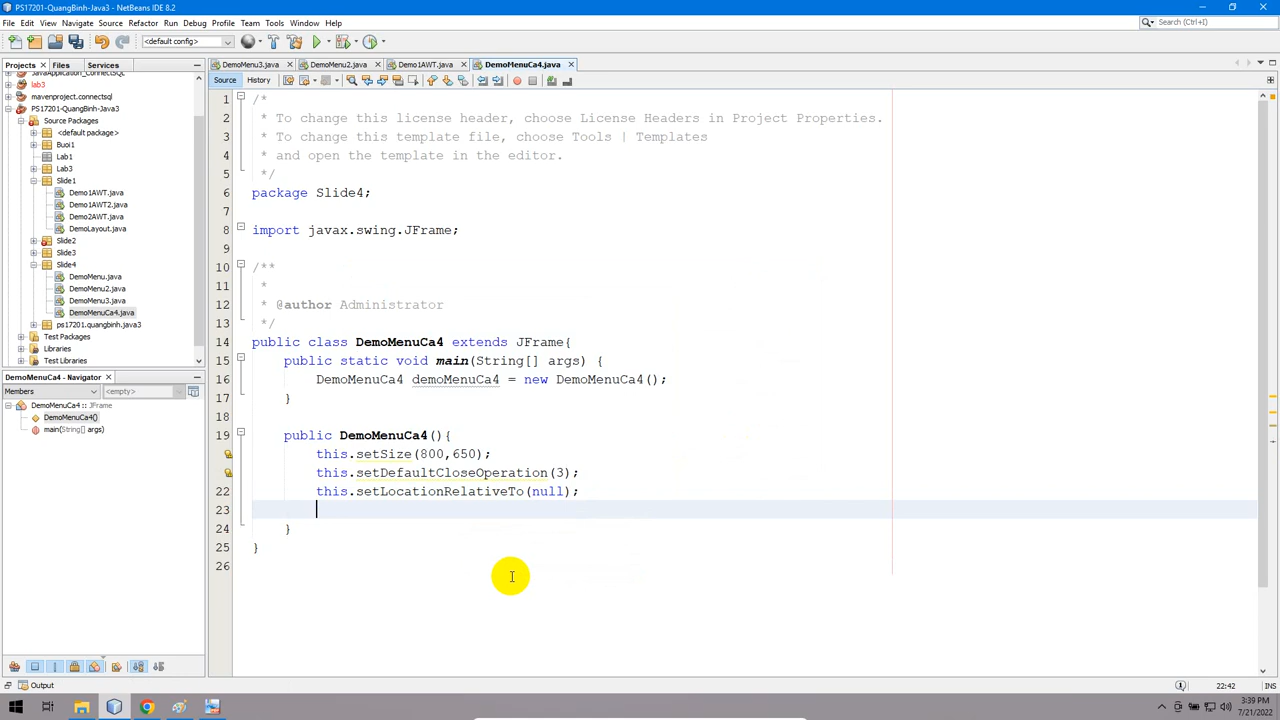 PS17201-QuangBinh-Java3 - NetBeans IDE 8.2
File Edit View Navigate Source Refactor Run Debug Profile Team Tools Window Help
Search (Ctrl+I)
<default config>
Projects Files Services
JavaApplication_ConnectSQL
lab3
mavenproject.connectsql
PS17201-QuangBinh-Java3
Source Packages
<default package>
Buoi1
Lab1
Lab3
Slide1
Demo1AWT.java
Demo1AWT2.java
Demo2AWT.java
DemoLayout.java
Slide2
Slide3
Slide4
DemoMenu.java
DemoMenu2.java
DemoMenu3.java
DemoMenuCa4.java
ps17201.quangbinh.java3
Test Packages
Libraries
Test Libraries
DemoMenuCa4 - Navigator
Members <empty>
DemoMenuCa4 :: JFrame
DemoMenuCa4()
main(String[] args)
DemoMenu3.java DemoMenu2.java Demo1AWT.java DemoMenuCa4.java
Source History
1 /*
2 * To change this license header, choose License Headers in Project Properties.
3 * To change this template file, choose Tools | Templates
4 * and open the template in the editor.
5 */
6 package Slide4;
7
8 import javax.swing.JFrame;
9
10 /**
11 *
12 * @author Administrator
13 */
14 public class DemoMenuCa4 extends JFrame{
15 public static void main(String[] args) {
16 DemoMenuCa4 demoMenuCa4 = new DemoMenuCa4();
17 }
18
19 public DemoMenuCa4(){
this.setSize(800,650);
this.setDefaultCloseOperation(3);
22 this.setLocationRelativeTo(null);
23
24 }
25 }
26
Output
22:42 INS
3:39 PM
7/21/2022